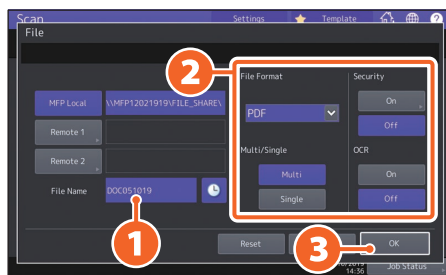 Scan
Settings
Template
?
File
2
File Format
Security
MFP Local
\\MFP12021919\FILE_SHARE\
PDF
On
Off
Remote 1
Remote 2
Multi/Single
OCR
Multi
On
File Name
DOC051019
Single
Off
1
Reset
3
OK
14:36
Job Status